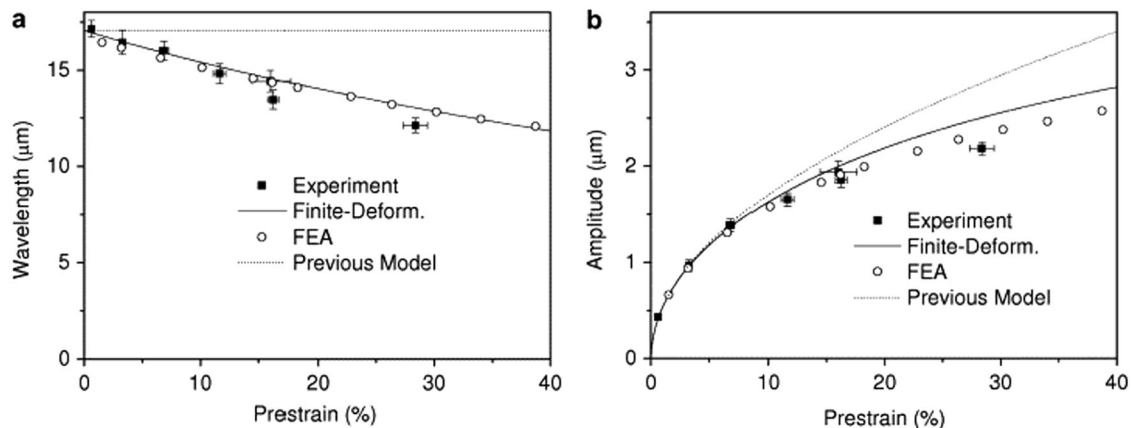 a
Wavelength (μm)
15
10
5
0
Experiment
Finite-Deform.
FEA
Previous Model
0 10 20 30 40
Prestrain (%)
b
Amplitude (μm)
3
2
1
0
Experiment
Finite-Deform.
FEA
Previous Model
0 10 20 30 40
Prestrain (%)